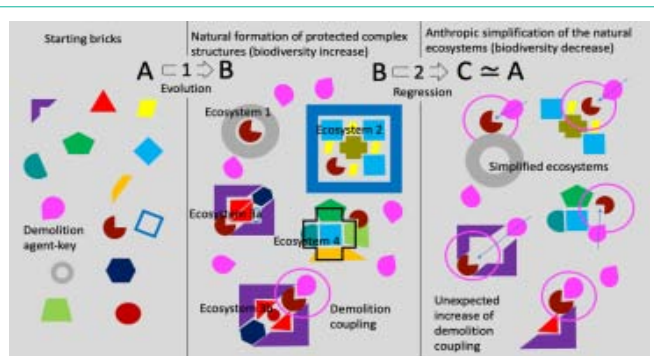 Starting bricks
Natural formation of protected complex
structures (biodiversity increase)
Anthropic simplification of the natural
ecosystems (biodiversity decrease)
A 1 B
Evolution
B 2 C ≃ A
Regression
Ecosystem 1
Ecosystem 2
Simplified ecosystems
Demolition
agent-key
Ecosystem 3a
Ecosystem 4
Ecosystem 3b
Demolition
coupling
Unexpected
increase of
demolition
coupling